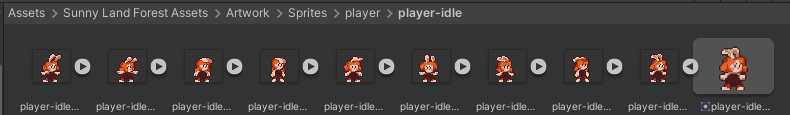 Assets > Sunny Land Forest Assets > Artwork > Sprites > player > player-idle
player-idle... player-idle... player-idle... player-idle... player-idle... player-idle... player-idle... player-idle... player-idle... player-idle...